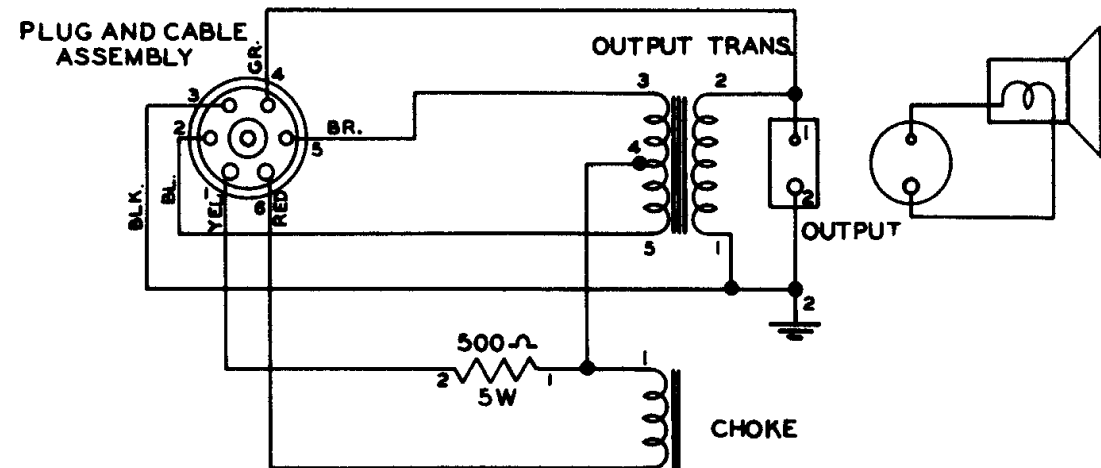 PLUG AND CABLE
ASSEMBLY
GR.
4
3
2
BR.
5
1
6
BLK.
BL.
YEL.
RED
OUTPUT TRANS.
3
2
4
5
1
1
2
OUTPUT
2
500 Ω
2
1
5W
1
CHOKE